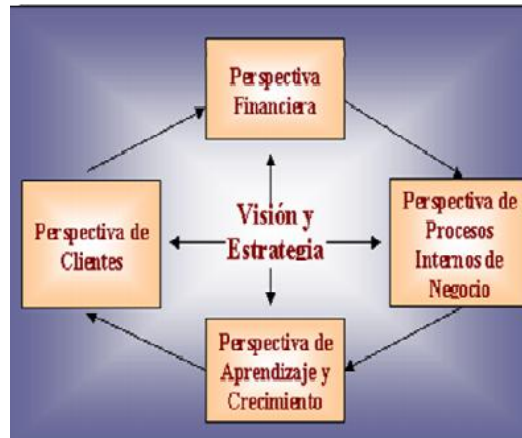 Perspectiva
Financiera
Perspectiva de
Clientes
Visión y
Estrategia
Perspectiva de
Procesos
Internos de
Negocio
Perspectiva de
Aprendizaje y
Crecimiento